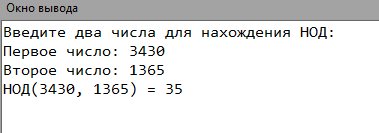 Окно вывода
Введите два числа для нахождения НОД:
Первое число: 3430
Второе число: 1365
НОД(3430, 1365) = 35